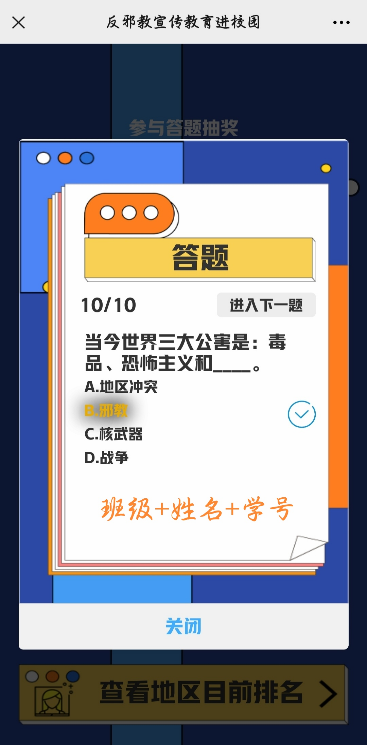 反邪教宣传教育进校园
参与答题抽奖
答题
10/10
进入下一题
当今世界三大公害是：毒
品、恐怖主义和____。
A.地区冲突
B.邪教
C.核武器
D.战争
班级+姓名+学号
关闭
查看地区目前排名